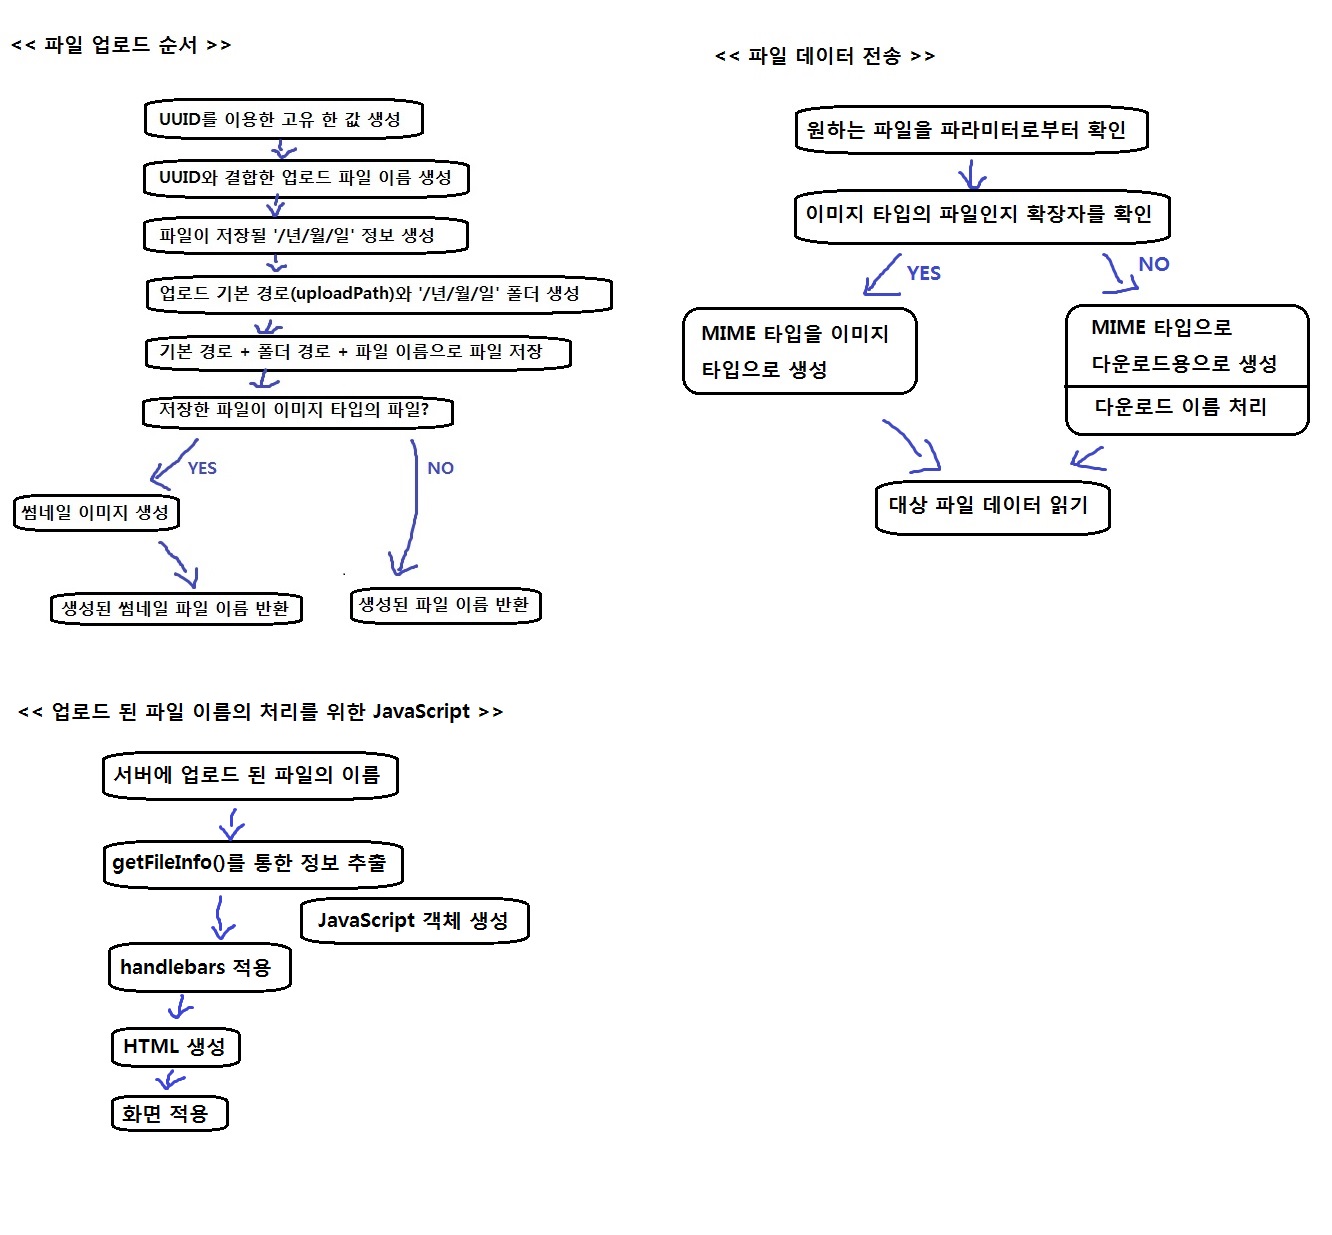 << 파일 업로드 순서 >>
UUID를 이용한 고유 한 값 생성
UUID와 결합한 업로드 파일 이름 생성
파일이 저장될 '/년/월/일' 정보 생성
업로드 기본 경로(uploadPath)와 '/년/월/일' 폴더 생성
기본 경로 + 폴더 경로 + 파일 이름으로 파일 저장
저장한 파일이 이미지 타입의 파일?
YES
NO
썸네일 이미지 생성
생성된 썸네일 파일 이름 반환
생성된 파일 이름 반환
<< 파일 데이터 전송 >>
원하는 파일을 파라미터로부터 확인
이미지 타입의 파일인지 확장자를 확인
YES
NO
MIME 타입을 이미지
타입으로 생성
MIME 타입으로
다운로드용으로 생성
다운로드 이름 처리
대상 파일 데이터 읽기
<< 업로드 된 파일 이름의 처리를 위한 JavaScript >>
서버에 업로드 된 파일의 이름
getFileInfo()를 통한 정보 추출
JavaScript 객체 생성
handlebars 적용
HTML 생성
화면 적용